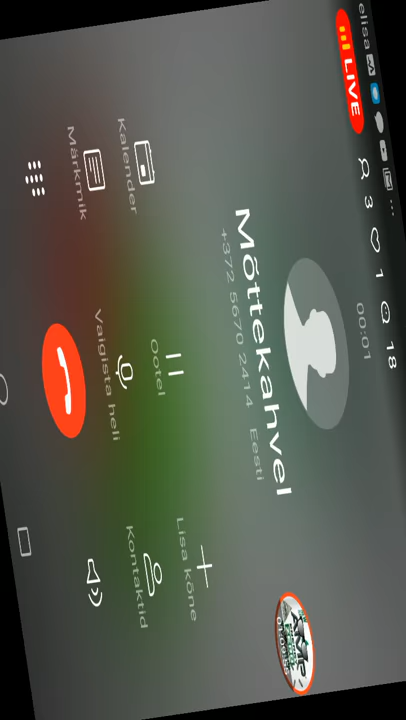 elisa
LIVE 3 1 18
00:01
Mõttekahvel
+372 5670 2414 Eesti
Ootel Lisa kõne
Kalender Vaigista heli Kontaktid
Märkmik